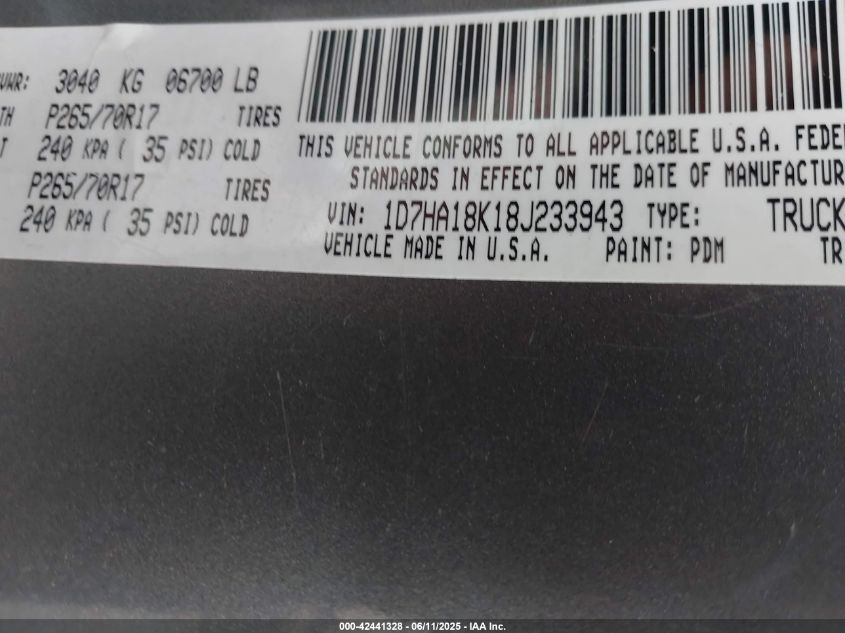 VWR: 3040 KG 06700 LB
TH P265/70R17 TIRES
T 240 KPA ( 35 PSI) COLD
P265/70R17 TIRES
240 KPA ( 35 PSI) COLD
THIS VEHICLE CONFORMS TO ALL APPLICABLE U.S.A. FEDE
STANDARDS IN EFFECT ON THE DATE OF MANUFACTUR
VIN: 1D7HA18K18J233943 TYPE: TRUCK
VEHICLE MADE IN U.S.A. PAINT: PDM TR
000-42441328 - 06/11/2025 - IAA Inc.